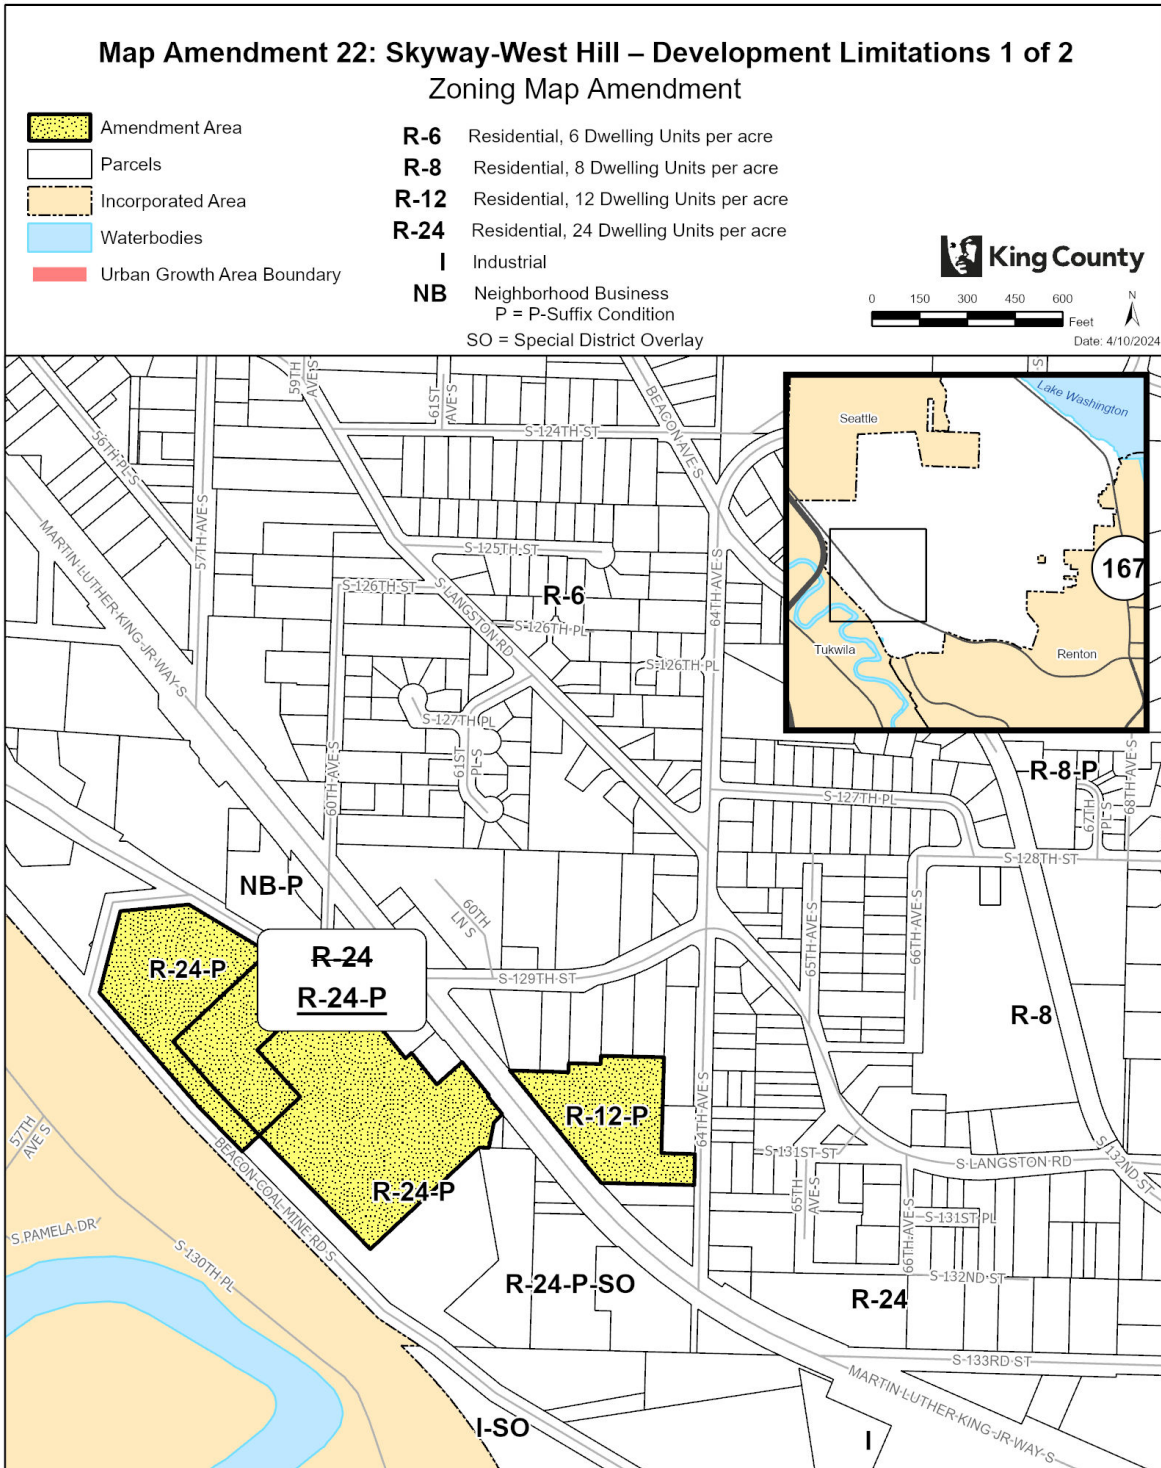 Map Amendment 22: Skyway-West Hill – Development Limitations 1 of 2
Zoning Map Amendment
Amendment Area
Parcels
Incorporated Area
Waterbodies
Urban Growth Area Boundary
R-6 Residential, 6 Dwelling Units per acre
R-8 Residential, 8 Dwelling Units per acre
R-12 Residential, 12 Dwelling Units per acre
R-24 Residential, 24 Dwelling Units per acre
I Industrial
NB Neighborhood Business
P = P-Suffix Condition
SO = Special District Overlay
King County
0 150 300 450 600
Feet
N
Date: 4/10/2024
59TH
AVE S
61ST
AVE S
BEACON AVE S
S 124TH ST
56TH PL S
57TH AVE S
MARTIN LUTHER KING JR WAY S
S 125TH ST
S 126TH ST
S LANGSTON RD
R-6
S 126TH PL
64TH AVE S
S 126TH PL
S 127TH PL
61ST
PL S
60TH AVE S
Lake Washington
Seattle
167
Tukwila
Renton
R-8-P
67TH
PL S
68TH AVE S
S 127TH PL
S 128TH ST
NB-P
60TH
LN S
65TH AVE S
66TH AVE S
R-24-P
R-24
R-24-P
S 129TH ST
R-8
R-12-P
64TH AVE S
R-24-P
S 131ST ST
65TH
AVE S
S LANGSTON RD
S 132ND ST
66TH AVE S
S 131ST PL
S 132ND ST
57TH
AVE S
BEACON COAL MINE RD S
S PAMELA DR
S 130TH PL
R-24-P-SO
R-24
S 133RD ST
MARTIN LUTHER KING JR WAY S
I-SO
I